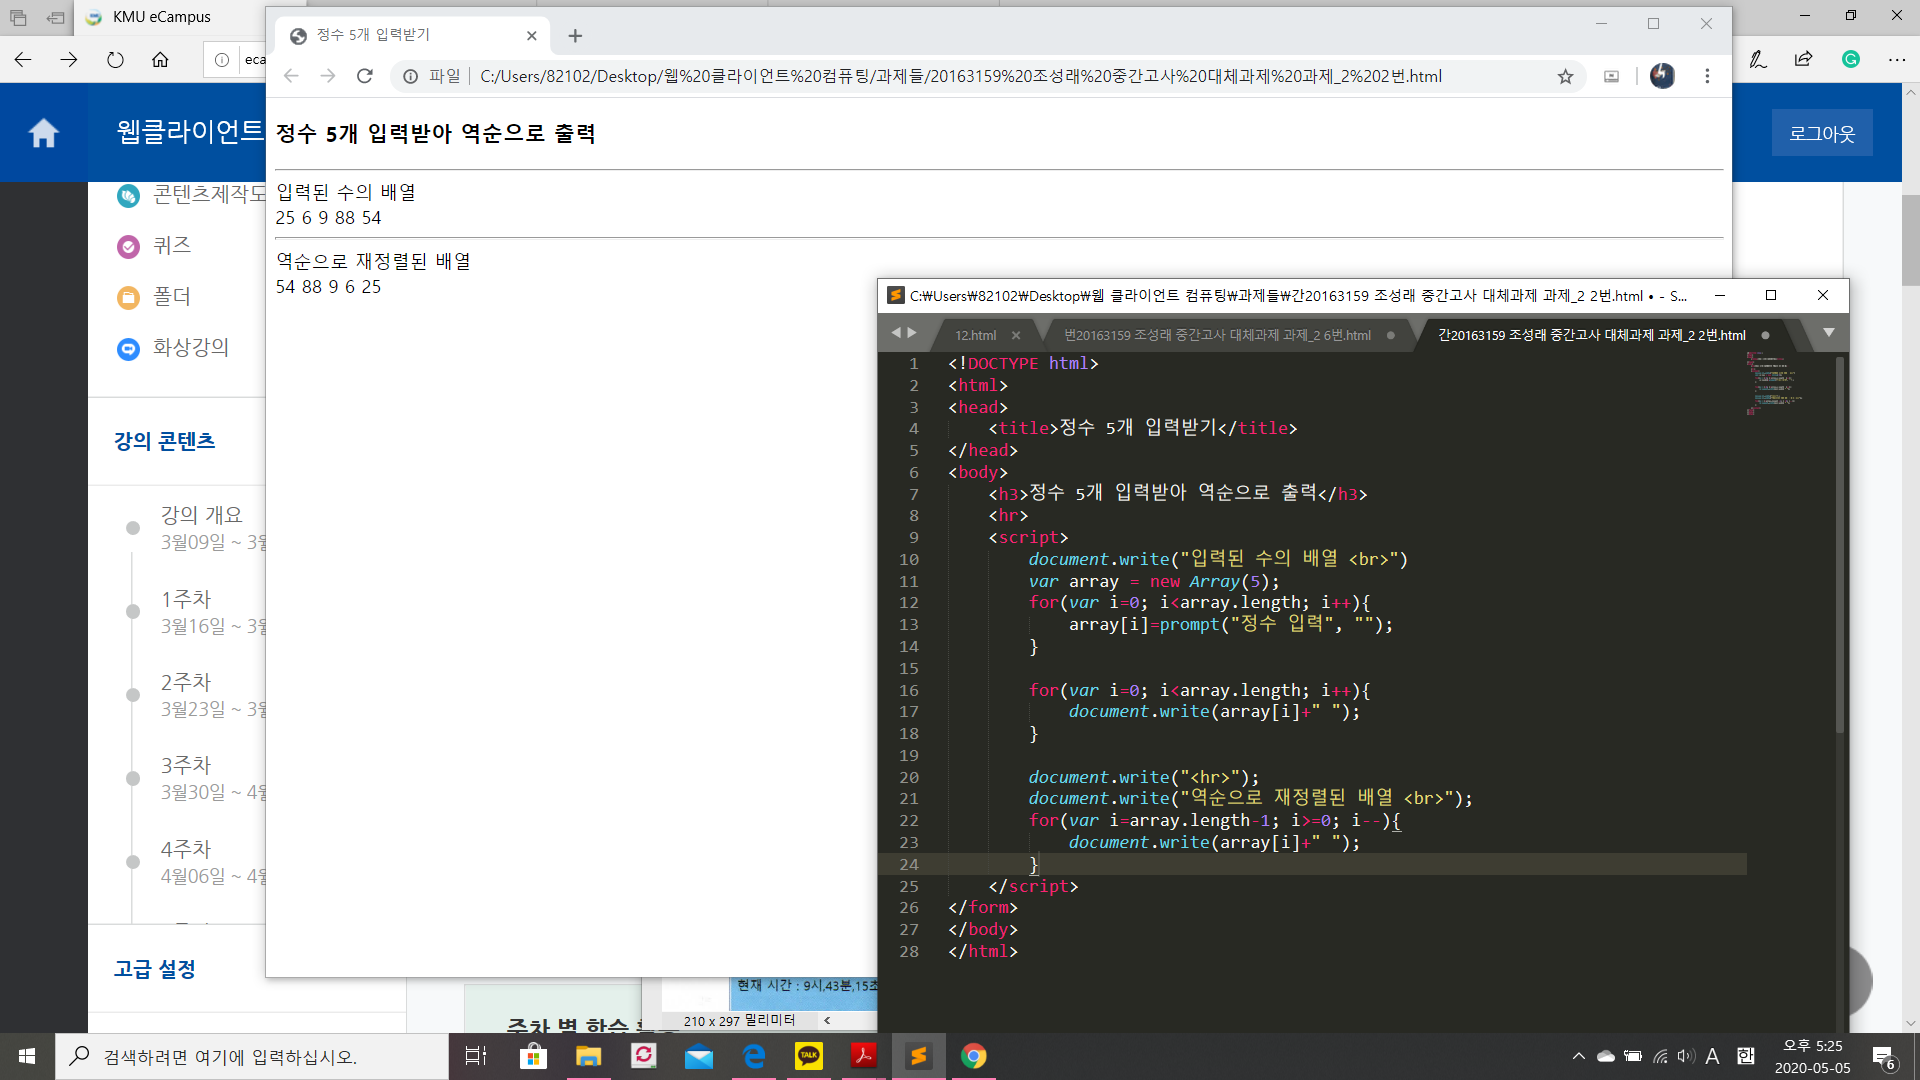 KMU eCampus
eca
웹클라이언트
로그아웃
콘텐츠제작도
퀴즈
폴더
화상강의
강의 콘텐츠
강의 개요
3월09일 ~ 3월
1주차
3월16일 ~ 3월
2주차
3월23일 ~ 3월
3주차
3월30일 ~ 4월
4주차
4월06일 ~ 4월
고급 설정
정수 5개 입력받기
파일
C:/Users/82102/Desktop/웹%20클라이언트%20컴퓨팅/과제들/20163159%20조성래%20중간고사%20대체과제%20과제_2%202번.html
정수 5개 입력받아 역순으로 출력
입력된 수의 배열
25 6 9 88 54
역순으로 재정렬된 배열
54 88 9 6 25
C:₩Users₩82102₩Desktop₩웹 클라이언트 컴퓨팅₩과제들₩간20163159 조성래 중간고사 대체과제 과제_2 2번.html • - S...
12.html
번20163159 조성래 중간고사 대체과제 과제_2 6번.html
간20163159 조성래 중간고사 대체과제 과제_2 2번.html
1 <!DOCTYPE html>
2 <html>
3 <head>
4 <title>정수 5개 입력받기</title>
5 </head>
6 <body>
7 <h3>정수 5개 입력받아 역순으로 출력</h3>
8 <hr>
9 <script>
10 document.write("입력된 수의 배열 <br>")
11 var array = new Array(5);
12 for(var i=0; i<array.length; i++){
13 array[i]=prompt("정수 입력", "");
14 }
15
16 for(var i=0; i<array.length; i++){
17 document.write(array[i]+" ");
18 }
19
20 document.write("<hr>");
21 document.write("역순으로 재정렬된 배열 <br>");
22 for(var i=array.length-1; i>=0; i--){
23 document.write(array[i]+" ");
24 }
25 </script>
26 </form>
27 </body>
28 </html>
현재 시간 : 9시,43분,15초
210 x 297 밀리미터
주차 별 학습
검색하려면 여기에 입력하십시오.
TALK
A
한
오후 5:25
2020-05-05
6